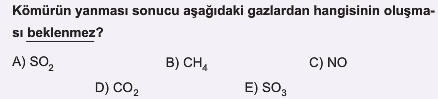 Kömürün yanması sonucu aşağıdaki gazlardan hangisinin oluşma-
sı beklenmez?
A) SO₂ B) CH₄ C) NO
D) CO₂ E) SO₃